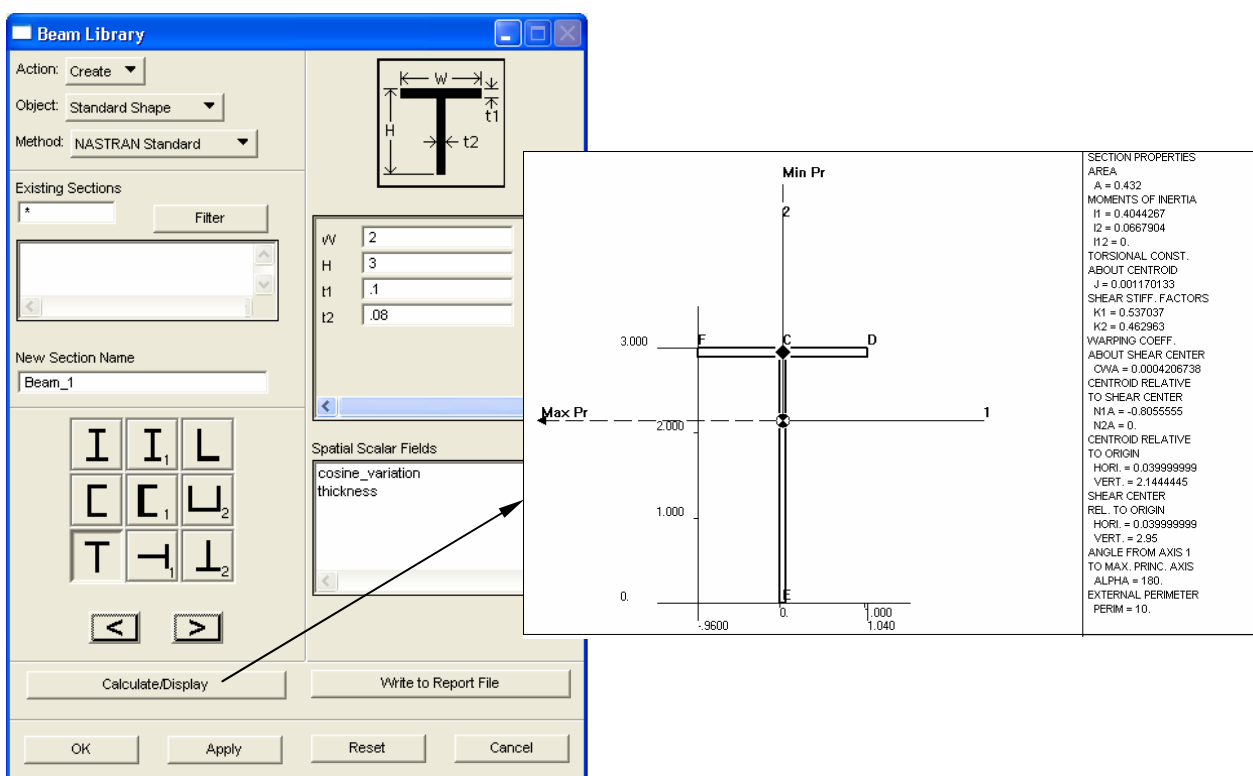 Beam Library
Action: Create
Object: Standard Shape
Method: NASTRAN Standard
Existing Sections
*
Filter
New Section Name
Beam_1
I
I 1
L
C
C 1
2
T
1
2
<
>
W
t1
H
t2
W 2
H 3
t1 .1
t2 .08
Spatial Scalar Fields
cosine_variation
thickness
Calculate/Display
Write to Report File
OK
Apply
Reset
Cancel
Min Pr
2
3.000
F
C
D
Max Pr
1
2.000
1.000
0.
E
0.
1.000
-.9600
1.040
SECTION PROPERTIES
AREA
A = 0.432
MOMENTS OF INERTIA
I1 = 0.4044267
I2 = 0.0667904
I12 = 0.
TORSIONAL CONST.
ABOUT CENTROID
J = 0.001170133
SHEAR STIFF. FACTORS
K1 = 0.537037
K2 = 0.462963
WARPING COEFF.
ABOUT SHEAR CENTER
CWA = 0.0004206738
CENTROID RELATIVE
TO SHEAR CENTER
N1A = -0.8055555
N2A = 0.
CENTROID RELATIVE
TO ORIGIN
HORI. = 0.039999999
VERT. = 2.1444445
SHEAR CENTER
REL. TO ORIGIN
HORI. = 0.039999999
VERT. = 2.95
ANGLE FROM AXIS 1
TO MAX. PRINC. AXIS
ALPHA = 180.
EXTERNAL PERIMETER
PERIM = 10.